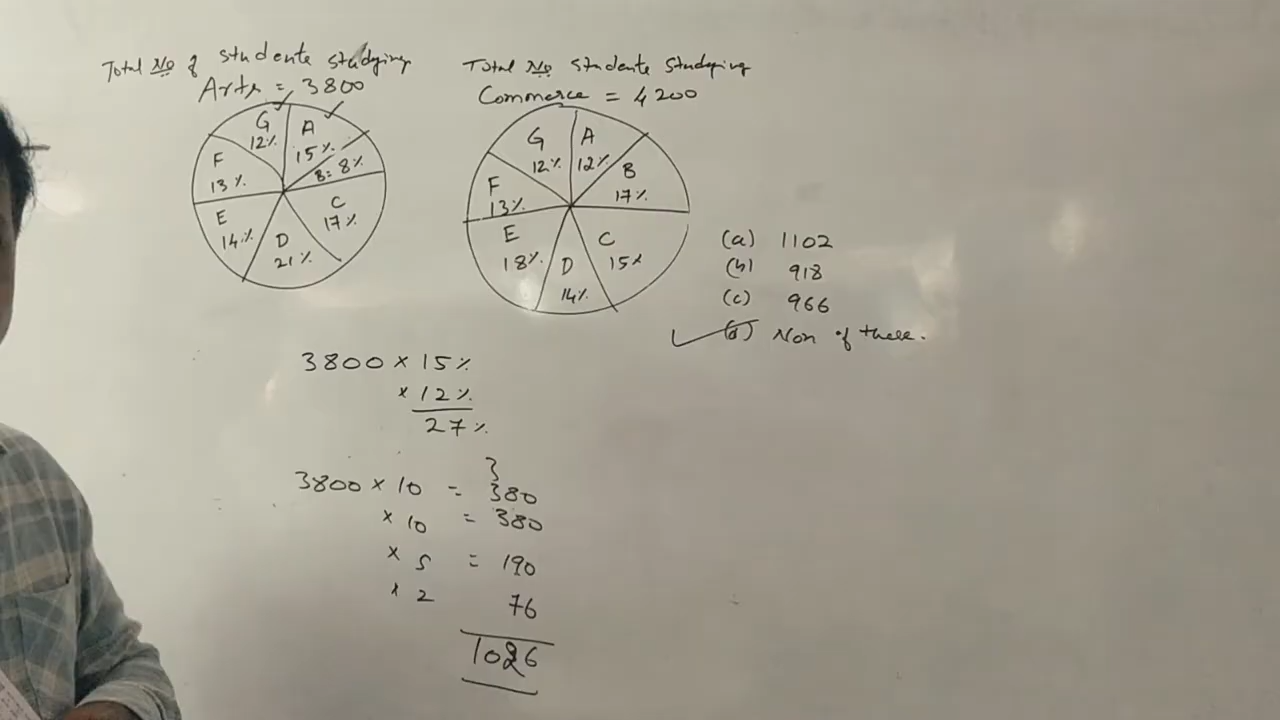 Total No of students studying
Arts = 3800
G
12%
A
15%
B = 8%
C
17%
D
21%
E
14%
F
13%
Total No students studying
Commerce = 4200
G
12%
A
12%
B
17%
C
15%
D
14%
E
18%
F
13%
(a) 1102
(b) 918
(c) 966
(d) Non of these.
3800 × 15%
× 12%
27%
3
3800 × 10 = 380
× 10 = 380
× 5 = 190
× 2 76
1026